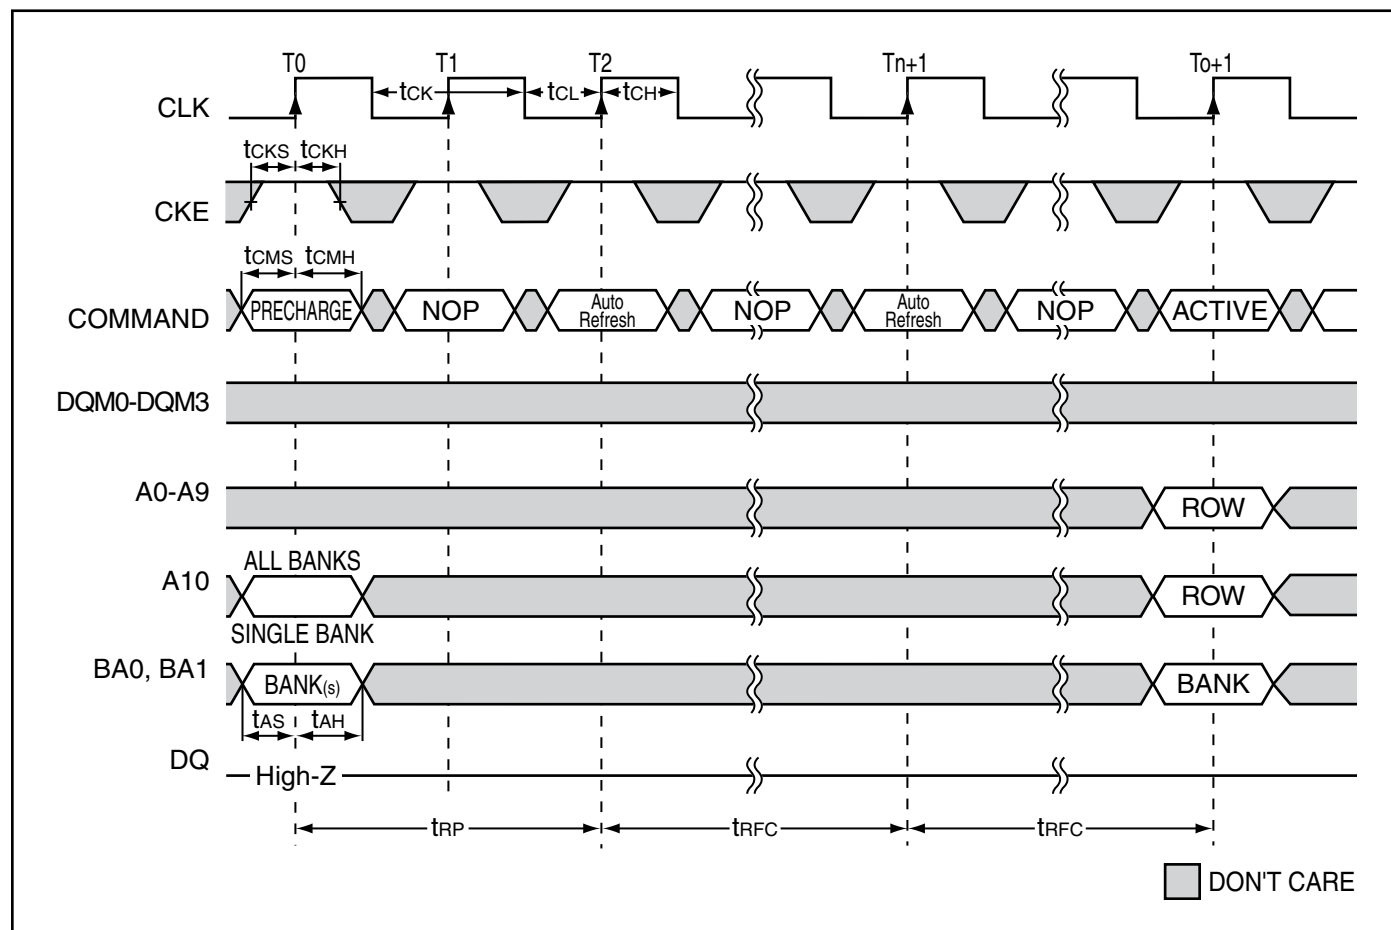 T0 T1 T2 Tn+1 To+1
CLK tCK tCL tCH
tCKS tCKH
CKE
tCMS tCMH
COMMAND PRECHARGE NOP Auto Refresh NOP Auto Refresh NOP ACTIVE
DQM0-DQM3
A0-A9 ROW
ALL BANKS
A10 ROW
SINGLE BANK
BA0, BA1 BANK(s) BANK
tAS tAH
DQ High-Z
tRP tRFC tRFC
DON'T CARE